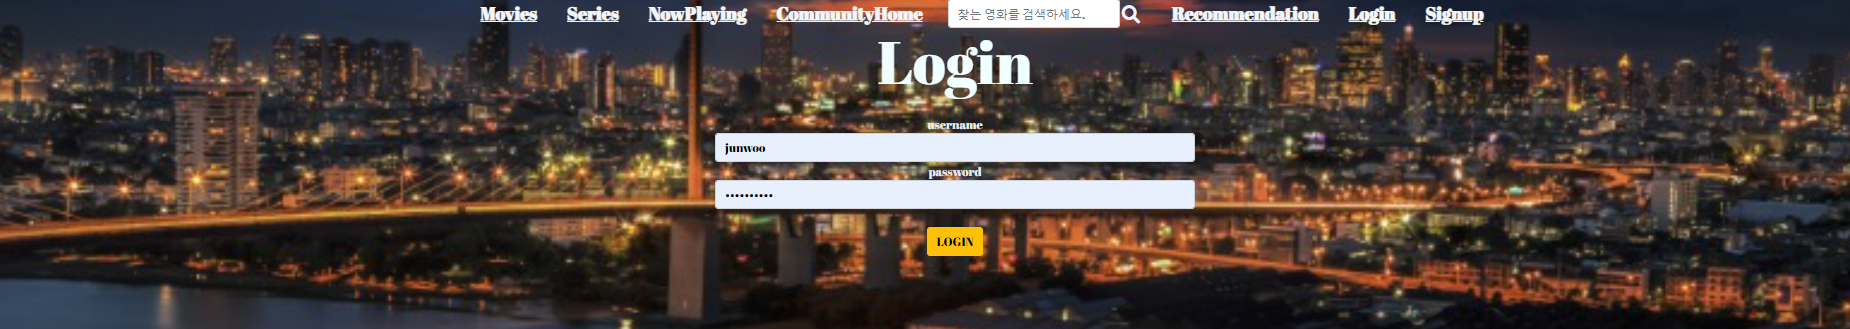 Movies Series NowPlaying CommunityHome 찾는 영화를 검색하세요. Recommendation Login Signup
Login
username
junwoo
password
••••••••••
LOGIN